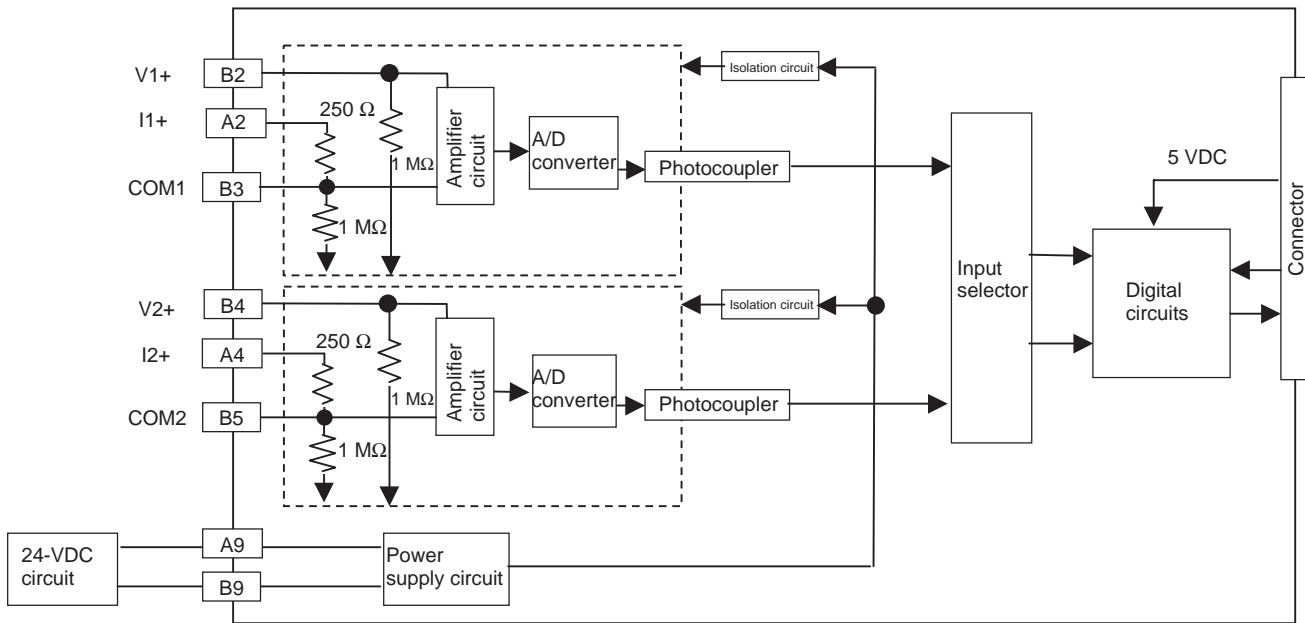 V1+
B2
Isolation circuit
I1+
A2
250 Ω
Amplifier
circuit
A/D
converter
1 MΩ
Photocoupler
5 VDC
COM1
B3
1 MΩ
Connector
Input
selector
Digital
circuits
V2+
B4
Isolation circuit
I2+
A4
250 Ω
Amplifier
circuit
A/D
converter
1 MΩ
Photocoupler
COM2
B5
1 MΩ
24-VDC
circuit
A9
B9
Power
supply circuit